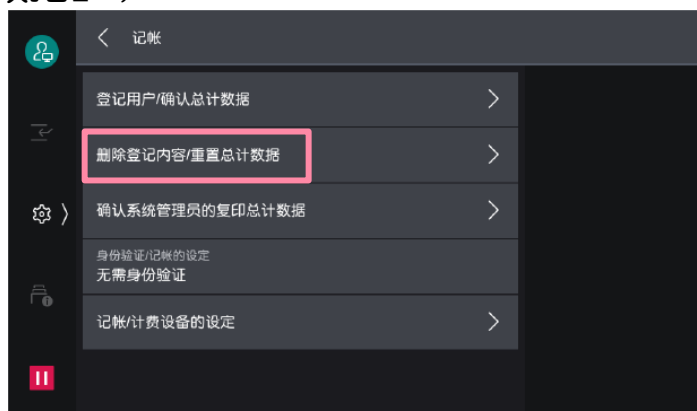 记帐
登记用户/确认总计数据
删除登记内容/重置总计数据
确认系统管理员的复印总计数据
身份验证/记帐的设定
无需身份验证
记帐/计费设备的设定